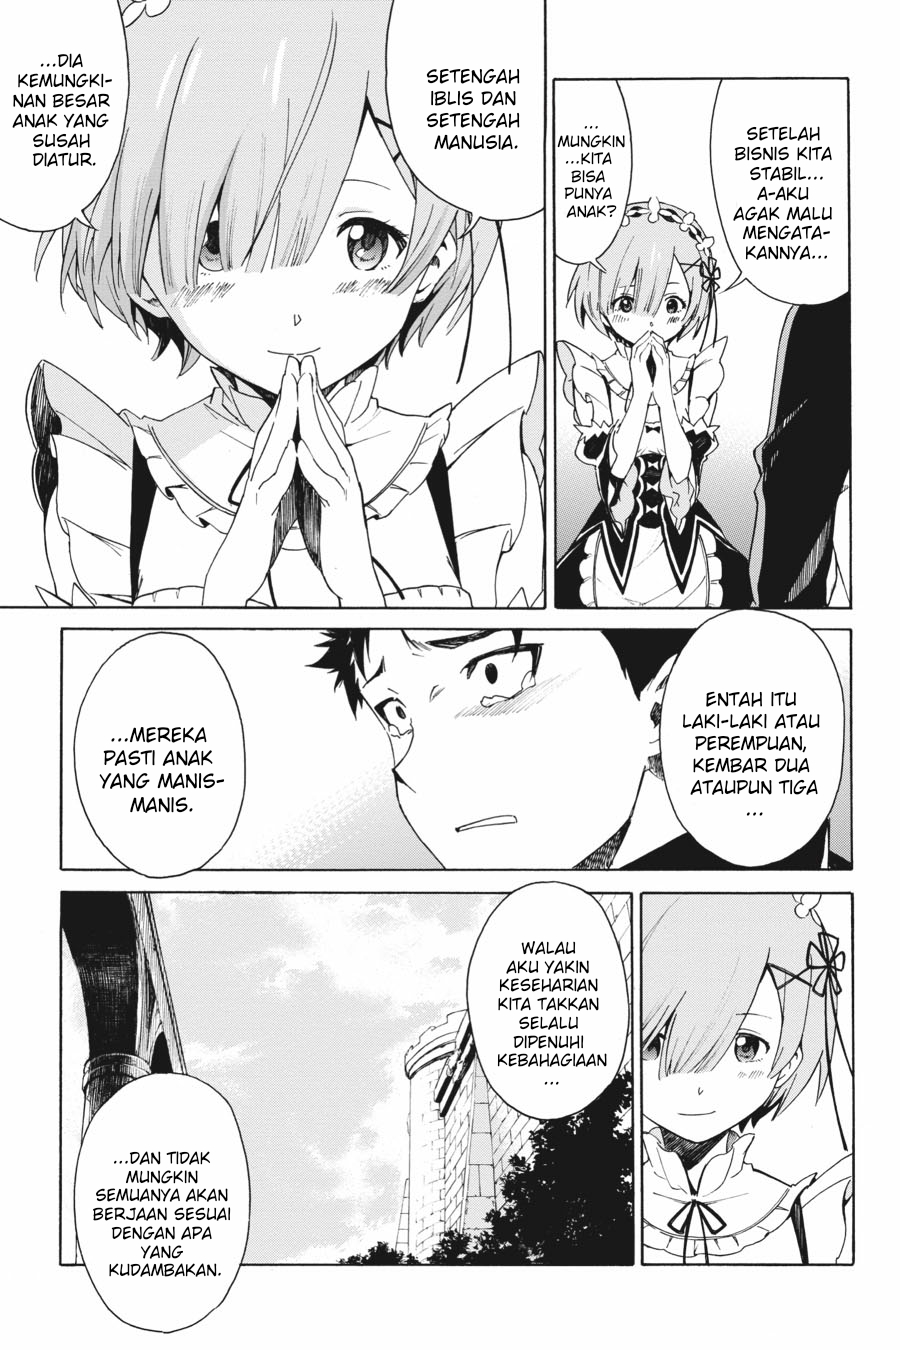 SETELAH
BISNIS KITA
STABIL...
A-AKU
AGAK MALU
MENGATA-
KANNYA...
...
MUNGKIN
...KITA
BISA
PUNYA
ANAK?
SETENGAH
IBLIS DAN
SETENGAH
MANUSIA.
...DIA
KEMUNGKI-
NAN BESAR
ANAK YANG
SUSAH
DIATUR.
ENTAH ITU
LAKI-LAKI ATAU
PEREMPUAN,
KEMBAR DUA
ATAUPUN TIGA
...
...MEREKA
PASTI ANAK
YANG MANIS-
MANIS.
WALAU
AKU YAKIN
KESEHARIAN
KITA TAKKAN
SELALU
DIPENUHI
KEBAHAGIAAN
...
...DAN TIDAK
MUNGKIN
SEMUANYA AKAN
BERJAAN SESUAI
DENGAN APA
YANG
KUDAMBAKAN.